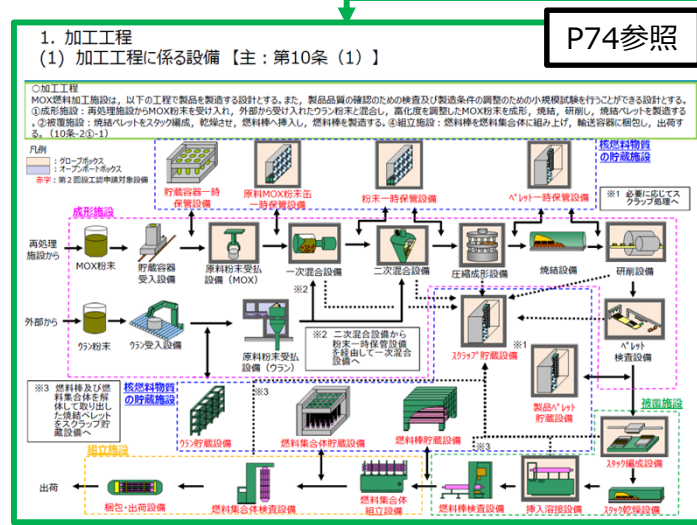 1. 加工工程
(1) 加工工程に係る設備 【主：第10条（1）】
P74参照
○加工工程
MOX燃料加工施設は，以下の工程で製品を製造する設計とする。また，製品品質の確認のための検査及び製造条件の調整のための小規模試験を行うことができる設計とする。
①成形施設：再処理施設からMOX粉末を受け入れ，外部から受け入れたウラン粉末と混合し，富化度を調整したMOX粉末を成形，焼結，研削し，焼結ペレットを製造する
。②被覆施設：焼結ペレットをスタック編成，乾燥させ，燃料棒へ挿入し，燃料棒を製造する。④組立施設：燃料棒を燃料集合体に組み上げ，輸送容器に梱包し，出荷す
る。（10条-2①-1）
凡例
：グローブボックス
：オープンポートボックス
赤字：第２回設工認申請対象設備
核燃料物質
の貯蔵施設
貯蔵容器一時
保管設備
原料MOX粉末缶
一時保管設備
粉末一時保管設備
ペレット一時保管設備
※1 必要に応じてス
クラップ処理へ
成形施設
再処理
施設から
MOX粉末
貯蔵容器
受入設備
原料粉末受払
設備（MOX）
一次混合設備
二次混合設備
圧縮成形設備
焼結設備
研削設備
※2
外部から
ウラン粉末
ウラン受入設備
原料粉末受払
設備（ウラン）
※2 二次混合設備から
粉末一時保管設備
を経由して一次混合
設備へ
スクラップ貯蔵設備
※1
ペレット
検査設備
※3 燃料棒及び燃
料集合体を解
体して取り出し
た焼結ペレット
をスクラップ貯
蔵設備へ
核燃料物質
の貯蔵施設
※3
製品ペレット
貯蔵設備
被覆施設
ウラン貯蔵設備
燃料集合体貯蔵設備
燃料棒貯蔵設備
※3
スタック編成設備
組立施設
出荷
梱包・出荷設備
燃料集合体検査設備
燃料集合体
組立設備
燃料棒検査設備
挿入溶接設備
スタック乾燥設備